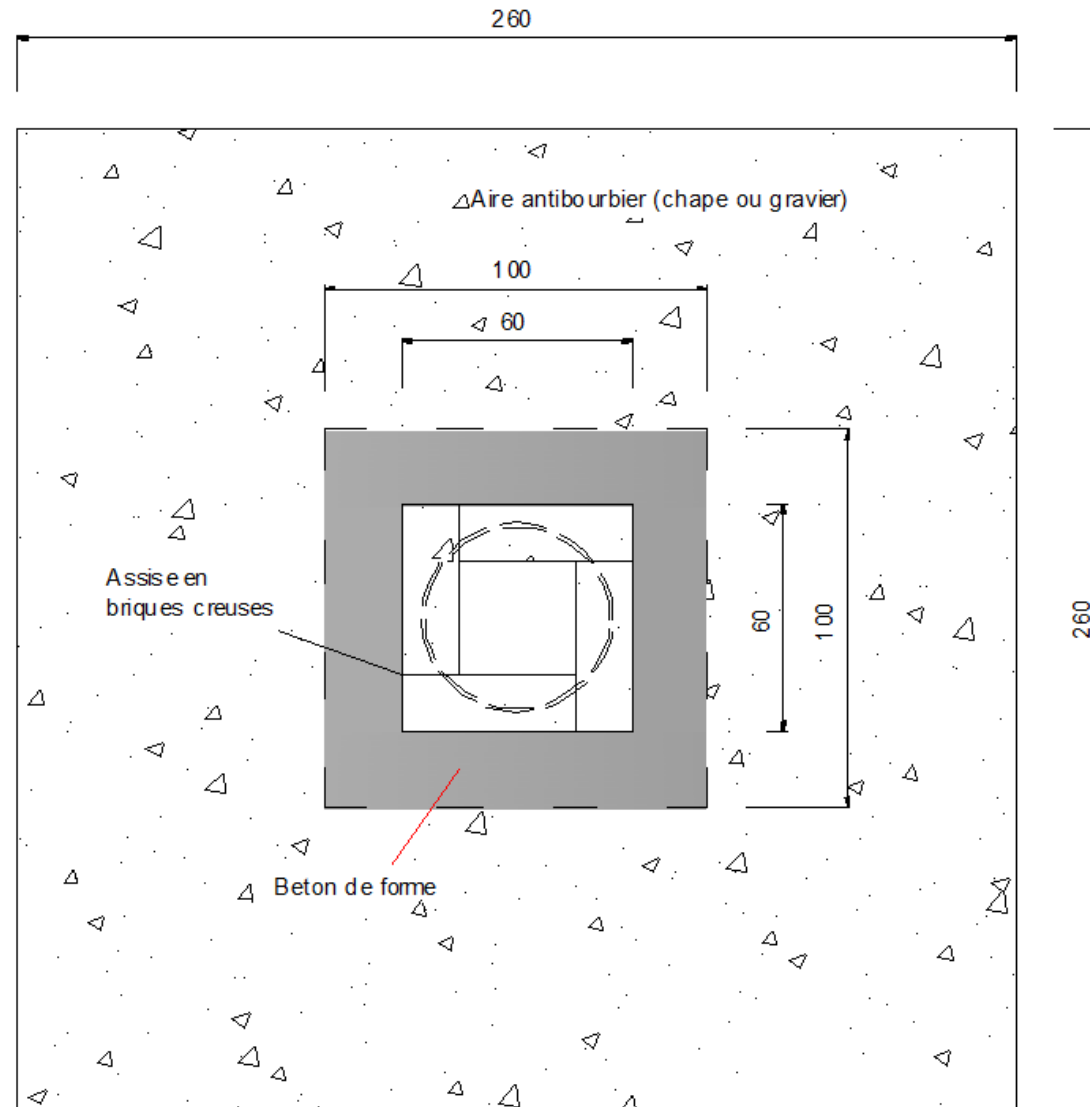 260
Aire antibourbier (chape ou gravier)
100
60
Assise en
briques creuses
60
100
260
Beton de forme